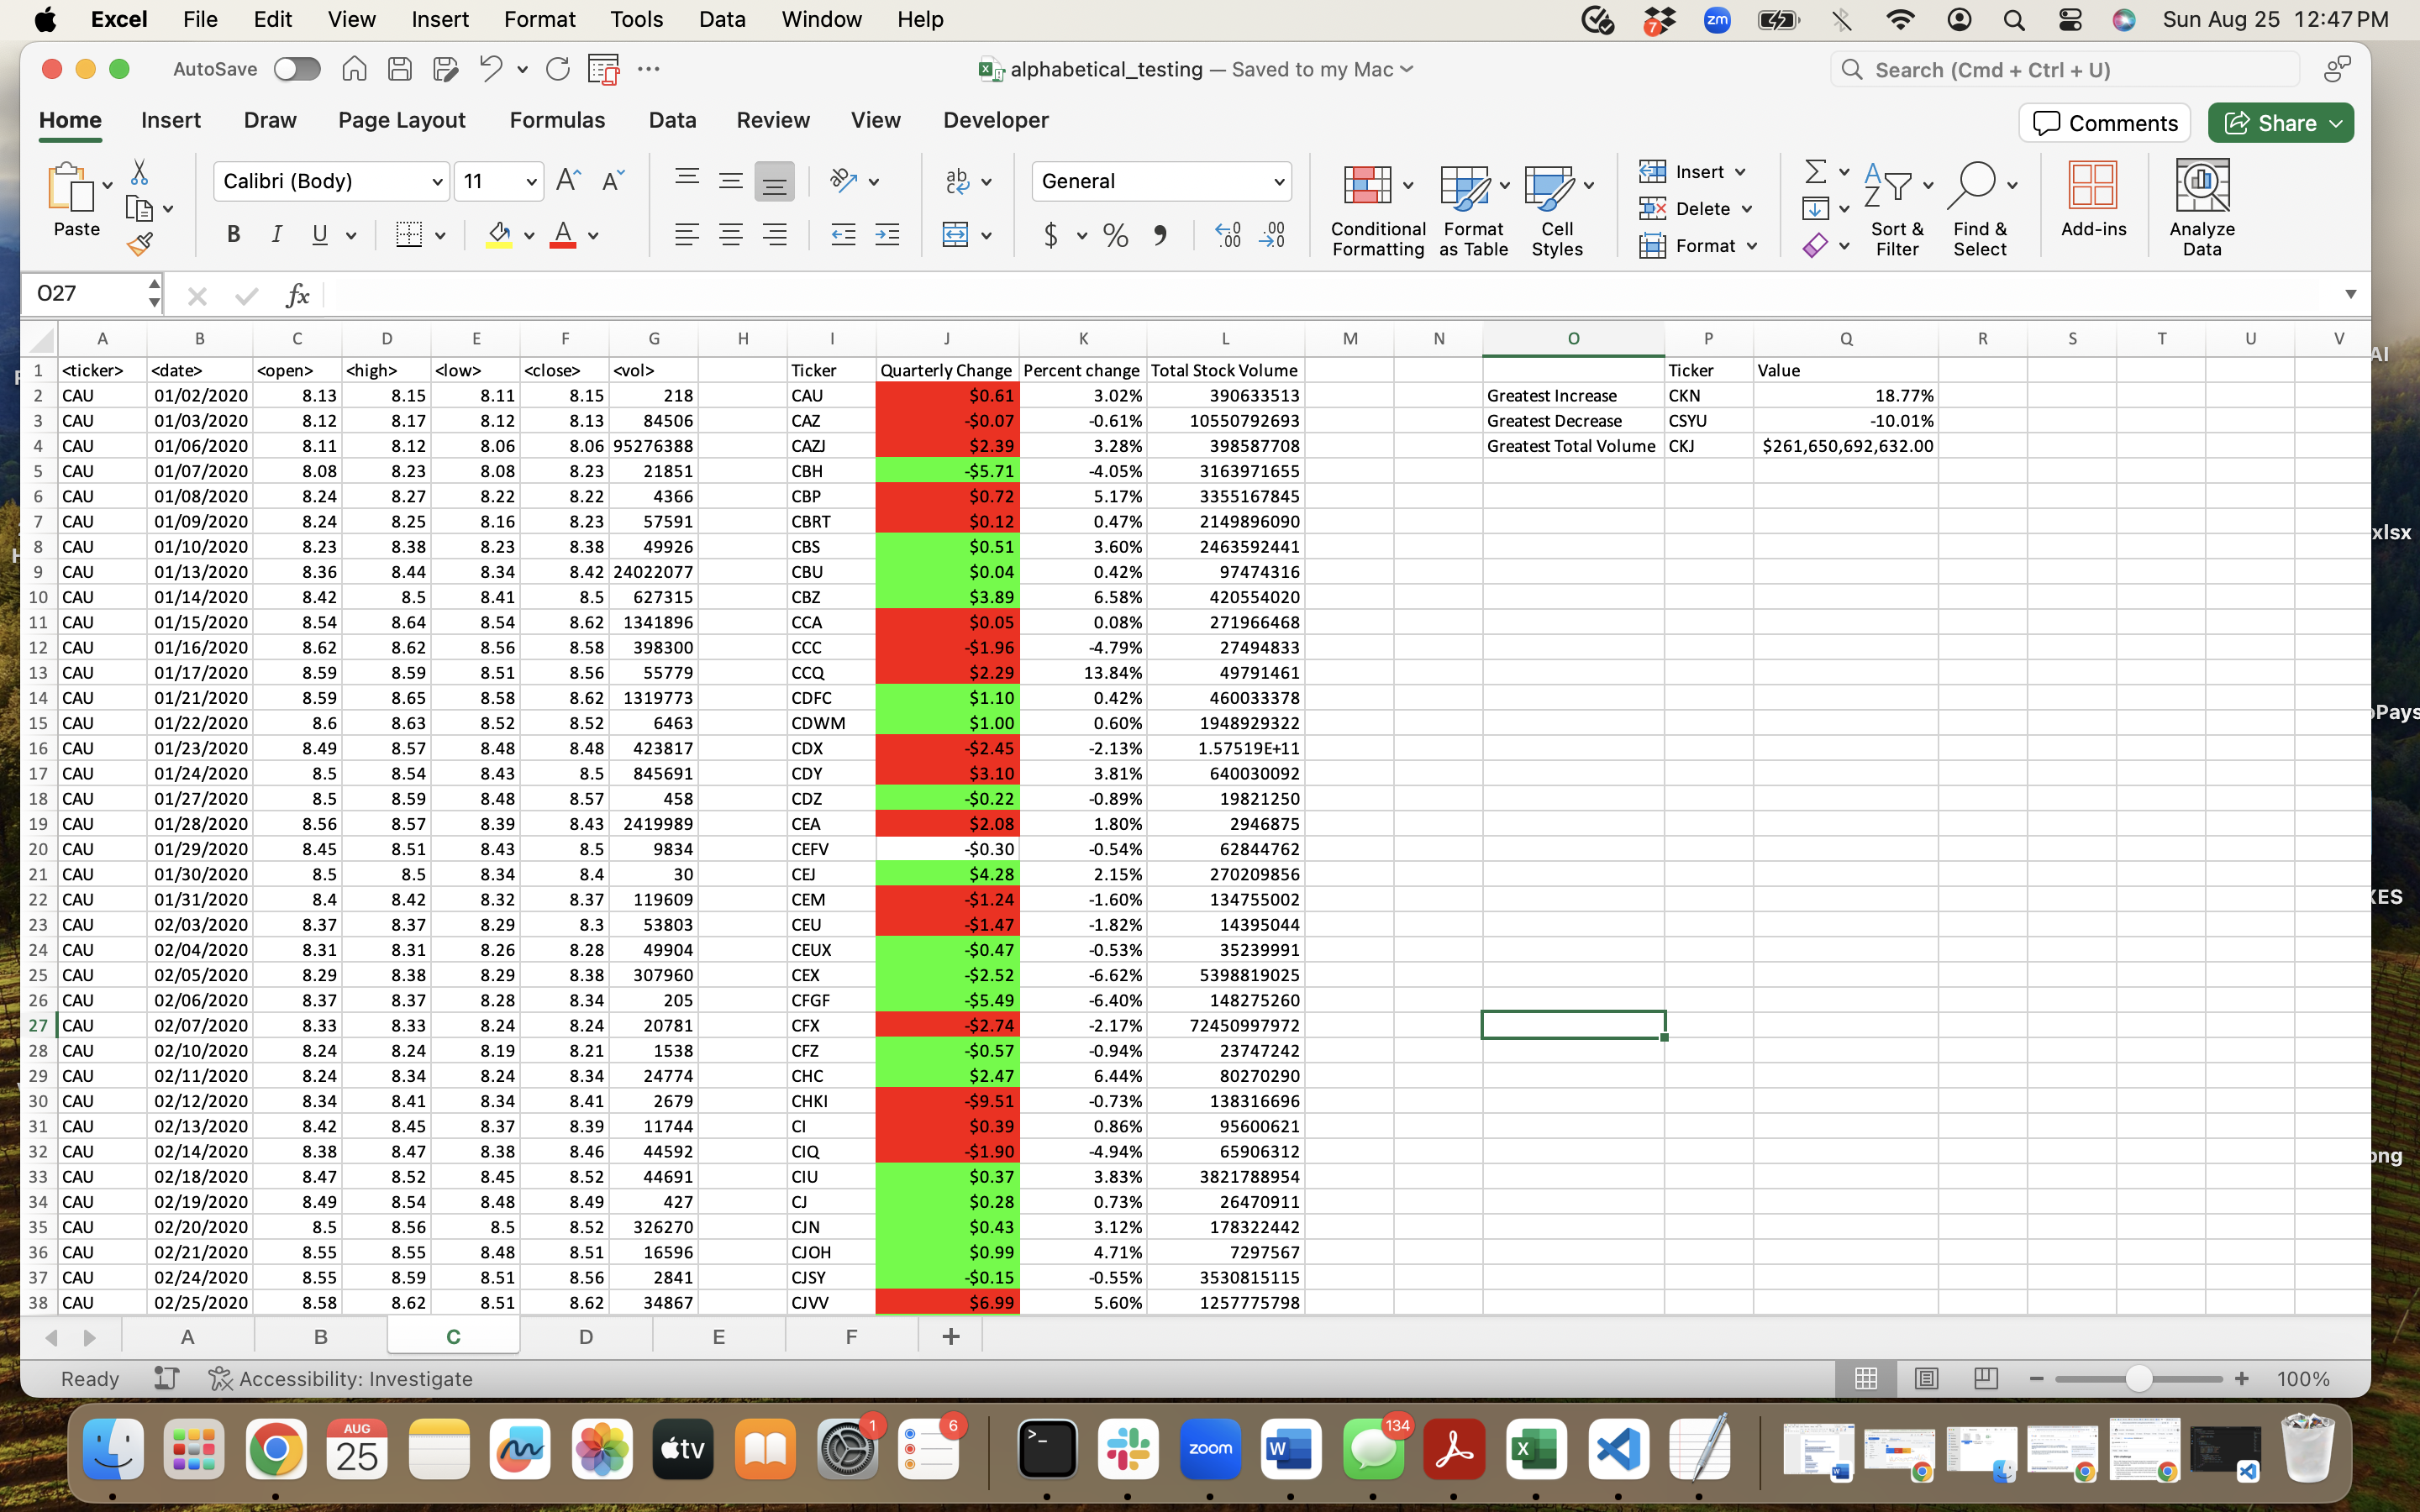 Excel File Edit View Insert Format Tools Data Window Help 7 zm Sun Aug 25 12:47 PM
AutoSave alphabetical_testing — Saved to my Mac Search (Cmd + Ctrl + U)
Home Insert Draw Page Layout Formulas Data Review View Developer Comments Share
Paste Calibri (Body) 11 General Conditional Formatting Format as Table Cell Styles Insert Delete Format Sort & Filter Find & Select Add-ins Analyze Data
O27 fx
A B C D E F G H I J K L M N O P Q R S T U V
1 <ticker> <date> <open> <high> <low> <close> <vol> Ticker Quarterly Change Percent change Total Stock Volume Ticker Value
2 CAU 01/02/2020 8.13 8.15 8.11 8.15 218 CAU $0.61 3.02% 390633513 Greatest Increase CKN 18.77%
3 CAU 01/03/2020 8.12 8.17 8.12 8.13 84506 CAZ -$0.07 -0.61% 10550792693 Greatest Decrease CSYU -10.01%
4 CAU 01/06/2020 8.11 8.12 8.06 8.06 95276388 CAZJ $2.39 3.28% 398587708 Greatest Total Volume CKJ $261,650,692,632.00
5 CAU 01/07/2020 8.08 8.23 8.08 8.23 21851 CBH -$5.71 -4.05% 3163971655
6 CAU 01/08/2020 8.24 8.27 8.22 8.22 4366 CBP $0.72 5.17% 3355167845
7 CAU 01/09/2020 8.24 8.25 8.16 8.23 57591 CBRT $0.12 0.47% 2149896090
8 CAU 01/10/2020 8.23 8.38 8.23 8.38 49926 CBS $0.51 3.60% 2463592441
9 CAU 01/13/2020 8.36 8.44 8.34 8.42 24022077 CBU $0.04 0.42% 97474316
10 CAU 01/14/2020 8.42 8.5 8.41 8.5 627315 CBZ $3.89 6.58% 420554020
11 CAU 01/15/2020 8.54 8.64 8.54 8.62 1341896 CCA $0.05 0.08% 271966468
12 CAU 01/16/2020 8.62 8.62 8.56 8.58 398300 CCC -$1.96 -4.79% 27494833
13 CAU 01/17/2020 8.59 8.59 8.51 8.56 55779 CCQ $2.29 13.84% 49791461
14 CAU 01/21/2020 8.59 8.65 8.58 8.62 1319773 CDFC $1.10 0.42% 460033378
15 CAU 01/22/2020 8.6 8.63 8.52 8.52 6463 CDWM $1.00 0.60% 1948929322
16 CAU 01/23/2020 8.49 8.57 8.48 8.48 423817 CDX -$2.45 -2.13% 1.57519E+11
17 CAU 01/24/2020 8.5 8.54 8.43 8.5 845691 CDY $3.10 3.81% 640030092
18 CAU 01/27/2020 8.5 8.59 8.48 8.57 458 CDZ -$0.22 -0.89% 19821250
19 CAU 01/28/2020 8.56 8.57 8.39 8.43 2419989 CEA $2.08 1.80% 2946875
20 CAU 01/29/2020 8.45 8.51 8.43 8.5 9834 CEFV -$0.30 -0.54% 62844762
21 CAU 01/30/2020 8.5 8.5 8.34 8.4 30 CEJ $4.28 2.15% 270209856
22 CAU 01/31/2020 8.4 8.42 8.32 8.37 119609 CEM -$1.24 -1.60% 134755002
23 CAU 02/03/2020 8.37 8.37 8.29 8.3 53803 CEU -$1.47 -1.82% 14395044
24 CAU 02/04/2020 8.31 8.31 8.26 8.28 49904 CEUX -$0.47 -0.53% 35239991
25 CAU 02/05/2020 8.29 8.38 8.29 8.38 307960 CEX -$2.52 -6.62% 5398819025
26 CAU 02/06/2020 8.37 8.37 8.28 8.34 205 CFGF -$5.49 -6.40% 148275260
27 CAU 02/07/2020 8.33 8.33 8.24 8.24 20781 CFX -$2.74 -2.17% 72450997972
28 CAU 02/10/2020 8.24 8.24 8.19 8.21 1538 CFZ -$0.57 -0.94% 23747242
29 CAU 02/11/2020 8.24 8.34 8.24 8.34 24774 CHC $2.47 6.44% 80270290
30 CAU 02/12/2020 8.34 8.41 8.34 8.41 2679 CHKI -$9.51 -0.73% 138316696
31 CAU 02/13/2020 8.42 8.45 8.37 8.39 11744 CI $0.39 0.86% 95600621
32 CAU 02/14/2020 8.38 8.47 8.38 8.46 44592 CIQ -$1.90 -4.94% 65906312
33 CAU 02/18/2020 8.47 8.52 8.45 8.52 44691 CIU $0.37 3.83% 3821788954
34 CAU 02/19/2020 8.49 8.54 8.48 8.49 427 CJ $0.28 0.73% 26470911
35 CAU 02/20/2020 8.5 8.56 8.5 8.52 326270 CJN $0.43 3.12% 178322442
36 CAU 02/21/2020 8.55 8.55 8.48 8.51 16596 CJOH $0.99 4.71% 7297567
37 CAU 02/24/2020 8.55 8.59 8.51 8.56 2841 CJSY -$0.15 -0.55% 3530815115
38 CAU 02/25/2020 8.58 8.62 8.51 8.62 34867 CJVV $6.99 5.60% 1257775798
A B C D E F +
Ready Accessibility: Investigate 100%
AUG 25 tv 1 6 zoom W 134 X